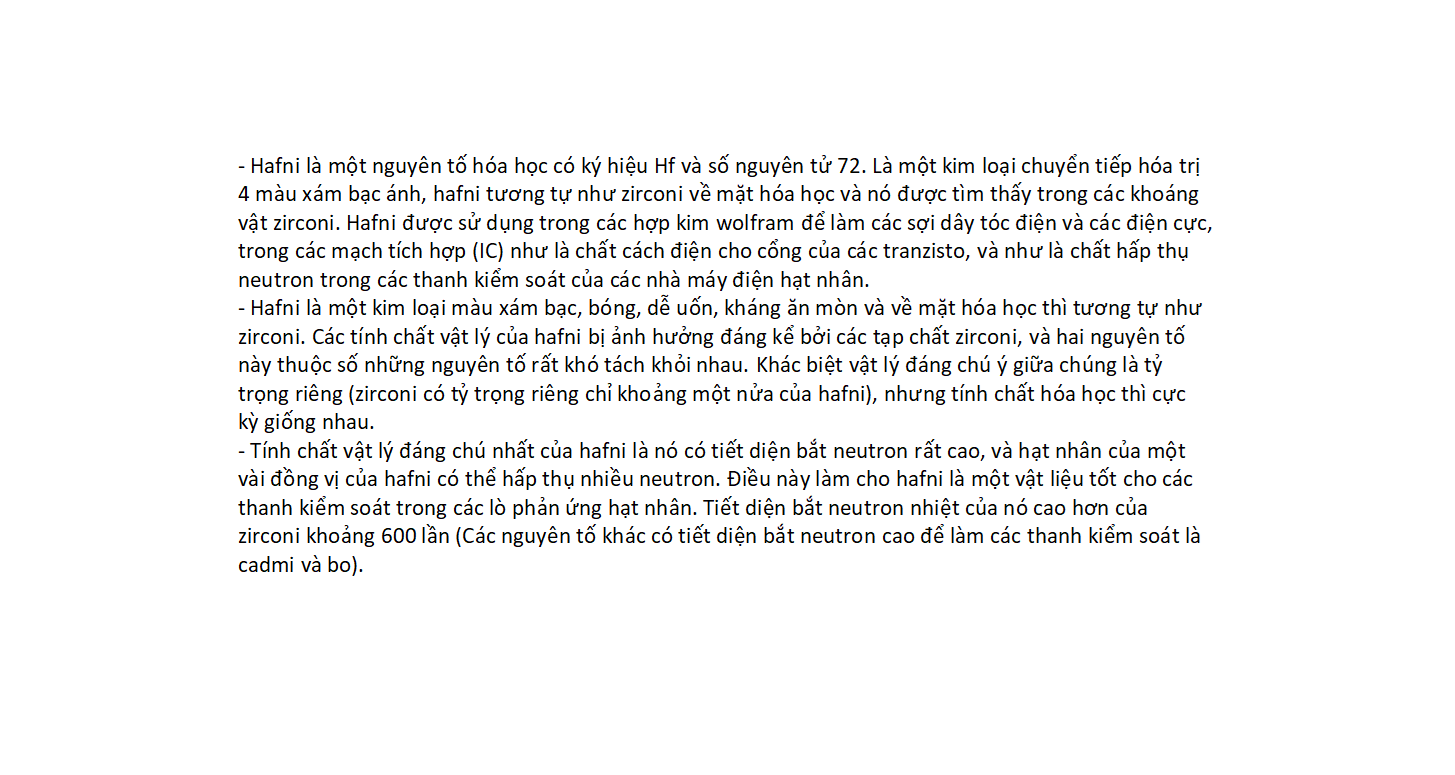 - Hafni là một nguyên tố hóa học có ký hiệu Hf và số nguyên tử 72. Là một kim loại chuyển tiếp hóa trị
4 màu xám bạc ánh, hafni tương tự như zirconi về mặt hóa học và nó được tìm thấy trong các khoáng
vật zirconi. Hafni được sử dụng trong các hợp kim wolfram để làm các sợi dây tóc điện và các điện cực,
trong các mạch tích hợp (IC) như là chất cách điện cho cổng của các tranzisto, và như là chất hấp thụ
neutron trong các thanh kiểm soát của các nhà máy điện hạt nhân.
- Hafni là một kim loại màu xám bạc, bóng, dễ uốn, kháng ăn mòn và về mặt hóa học thì tương tự như
zirconi. Các tính chất vật lý của hafni bị ảnh hưởng đáng kể bởi các tạp chất zirconi, và hai nguyên tố
này thuộc số những nguyên tố rất khó tách khỏi nhau. Khác biệt vật lý đáng chú ý giữa chúng là tỷ
trọng riêng (zirconi có tỷ trọng riêng chỉ khoảng một nửa của hafni), nhưng tính chất hóa học thì cực
kỳ giống nhau.
- Tính chất vật lý đáng chú nhất của hafni là nó có tiết diện bắt neutron rất cao, và hạt nhân của một
vài đồng vị của hafni có thể hấp thụ nhiều neutron. Điều này làm cho hafni là một vật liệu tốt cho các
thanh kiểm soát trong các lò phản ứng hạt nhân. Tiết diện bắt neutron nhiệt của nó cao hơn của
zirconi khoảng 600 lần (Các nguyên tố khác có tiết diện bắt neutron cao để làm các thanh kiểm soát là
cadmi và bo).